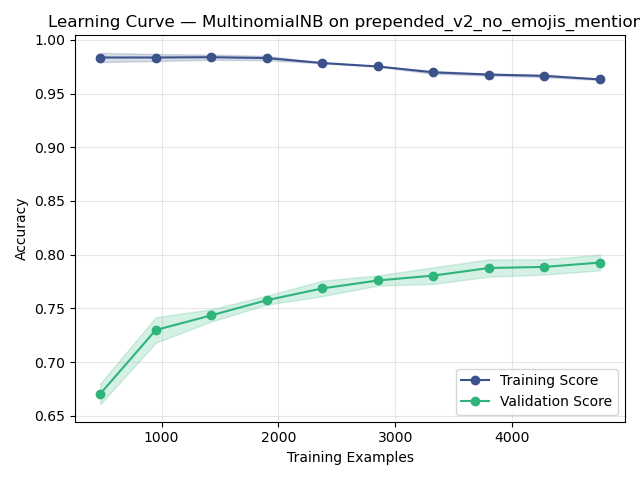 Learning Curve — MultinomialNB on prepended_v2_no_emojis_mention
1.00
0.95
0.90
0.85
0.80
0.75
0.70
0.65
Accuracy
1000 2000 3000 4000
Training Examples
Training Score
Validation Score